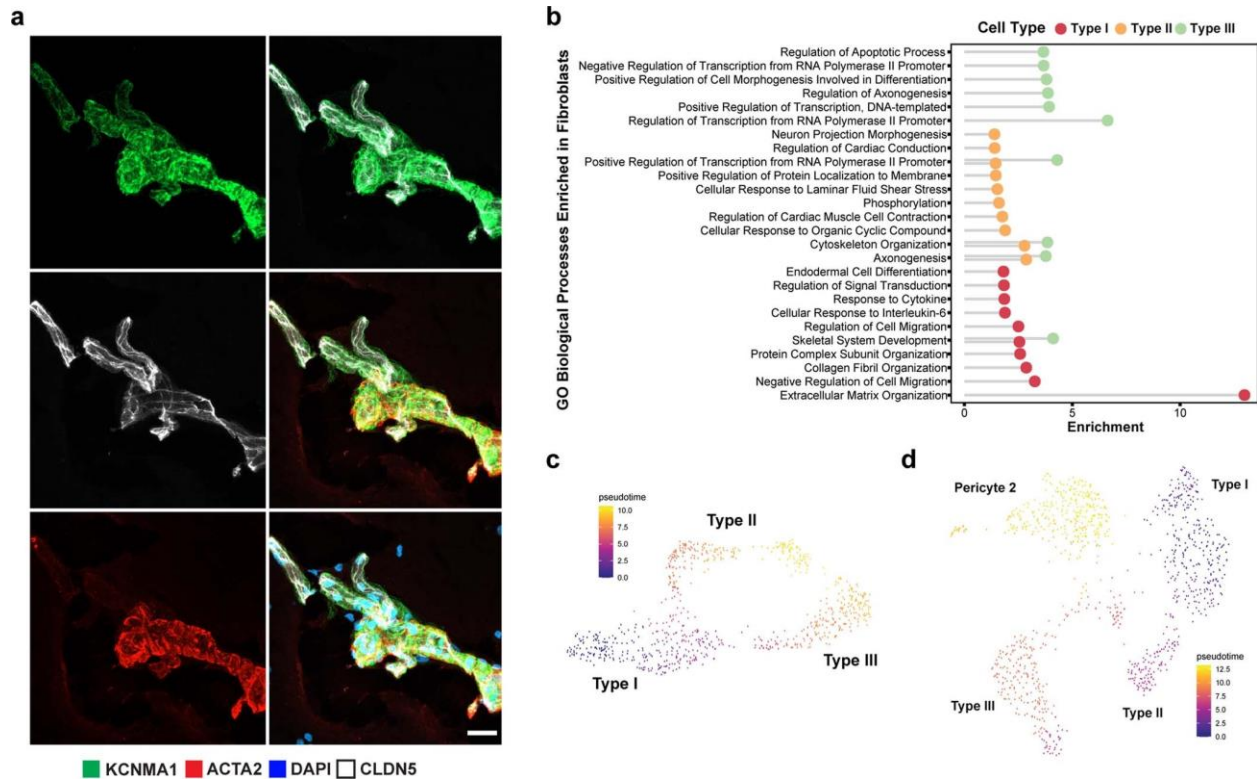 a
KCNMA1 ACTA2 DAPI CLDN5
b
Cell Type Type I Type II Type III
GO Biological Processes Enriched in Fibroblasts
Regulation of Apoptotic Process
Negative Regulation of Transcription from RNA Polymerase II Promoter
Positive Regulation of Cell Morphogenesis Involved in Differentiation
Regulation of Axonogenesis
Positive Regulation of Transcription, DNA-templated
Regulation of Transcription from RNA Polymerase II Promoter
Neuron Projection Morphogenesis
Regulation of Cardiac Conduction
Positive Regulation of Transcription from RNA Polymerase II Promoter
Positive Regulation of Protein Localization to Membrane
Cellular Response to Laminar Fluid Shear Stress
Phosphorylation
Regulation of Cardiac Muscle Cell Contraction
Cellular Response to Organic Cyclic Compound
Cytoskeleton Organization
Axonogenesis
Endodermal Cell Differentiation
Regulation of Signal Transduction
Response to Cytokine
Cellular Response to Interleukin-6
Regulation of Cell Migration
Skeletal System Development
Protein Complex Subunit Organization
Collagen Fibril Organization
Negative Regulation of Cell Migration
Extracellular Matrix Organization
0 5 10
Enrichment
c
pseudotime
10.0
7.5
5.0
2.5
0.0
Type II
Type I
Type III
d
Pericyte 2
Type I
Type III
Type II
pseudotime
12.5
10.0
7.5
5.0
2.5
0.0